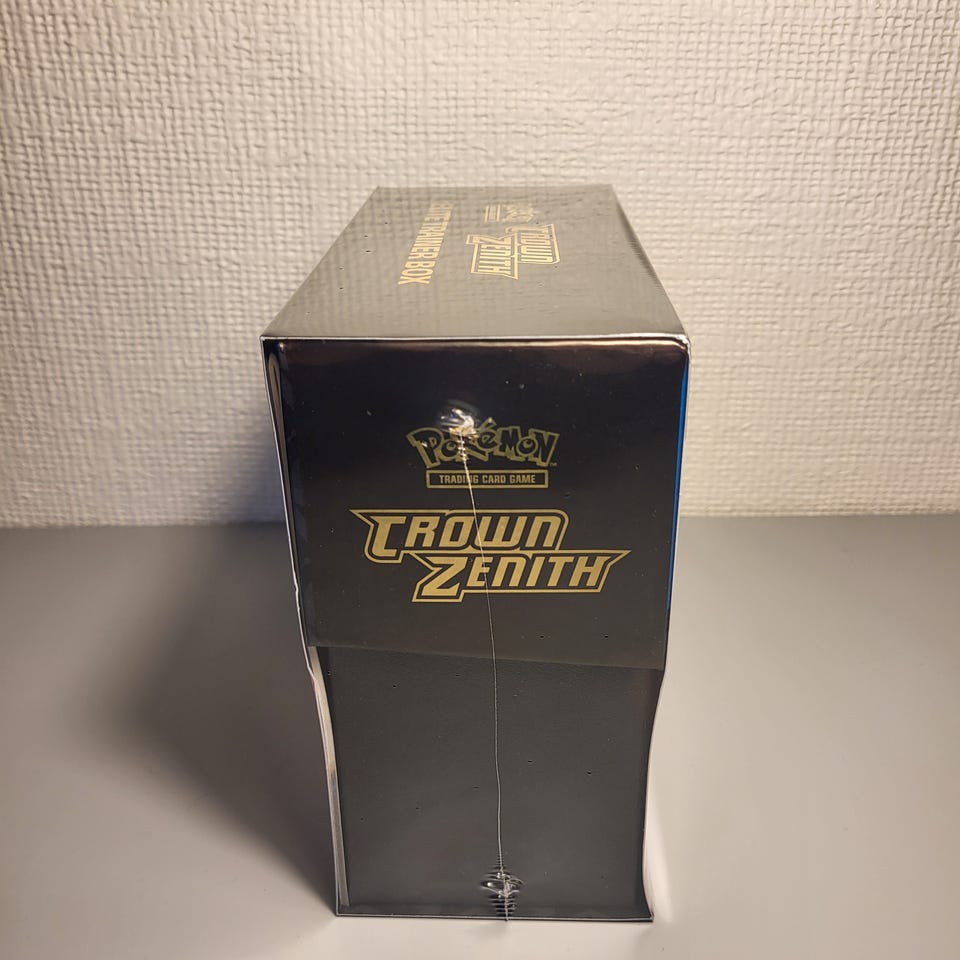 CROWN
ZENITH
ELITE TRAINER BOX
POKéMON
TRADING CARD GAME
CROWN
ZENITH